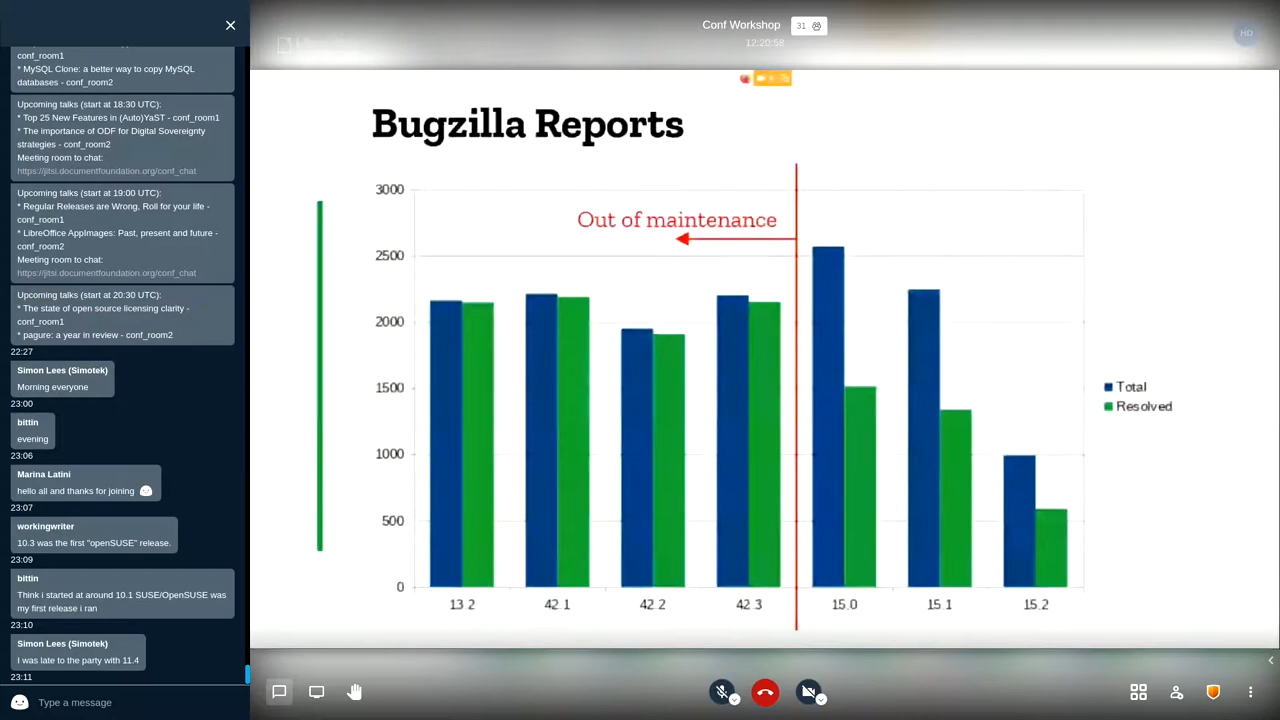 conf_room1
* MySQL Clone: a better way to copy MySQL
databases - conf_room2
Upcoming talks (start at 18:30 UTC):
* Top 25 New Features in (Auto)YaST - conf_room1
* The importance of ODF for Digital Sovereignty
strategies - conf_room2
Meeting room to chat:
https://jitsi.documentfoundation.org/conf_chat
Upcoming talks (start at 19:00 UTC):
* Regular Releases are Wrong, Roll for your life -
conf_room1
* LibreOffice AppImages: Past, present and future -
conf_room2
Meeting room to chat:
https://jitsi.documentfoundation.org/conf_chat
Upcoming talks (start at 20:30 UTC):
* The state of open source licensing clarity -
conf_room1
* pagure: a year in review - conf_room2
22:27
Simon Lees (Simotek)
Morning everyone
23:00
bittin
evening
23:06
Marina Latini
hello all and thanks for joining
23:07
workingwriter
10.3 was the first "openSUSE" release.
23:09
bittin
Think i started at around 10.1 SUSE/OpenSUSE was
my first release i ran
23:10
Simon Lees (Simotek)
I was late to the party with 11.4
23:11
Type a message
Conf Workshop
31
12:20:58
HD
Bugzilla Reports
Out of maintenance
3000
2500
2000
1500
1000
500
0
13.2 42.1 42.2 42.3 15.0 15.1 15.2
Total
Resolved